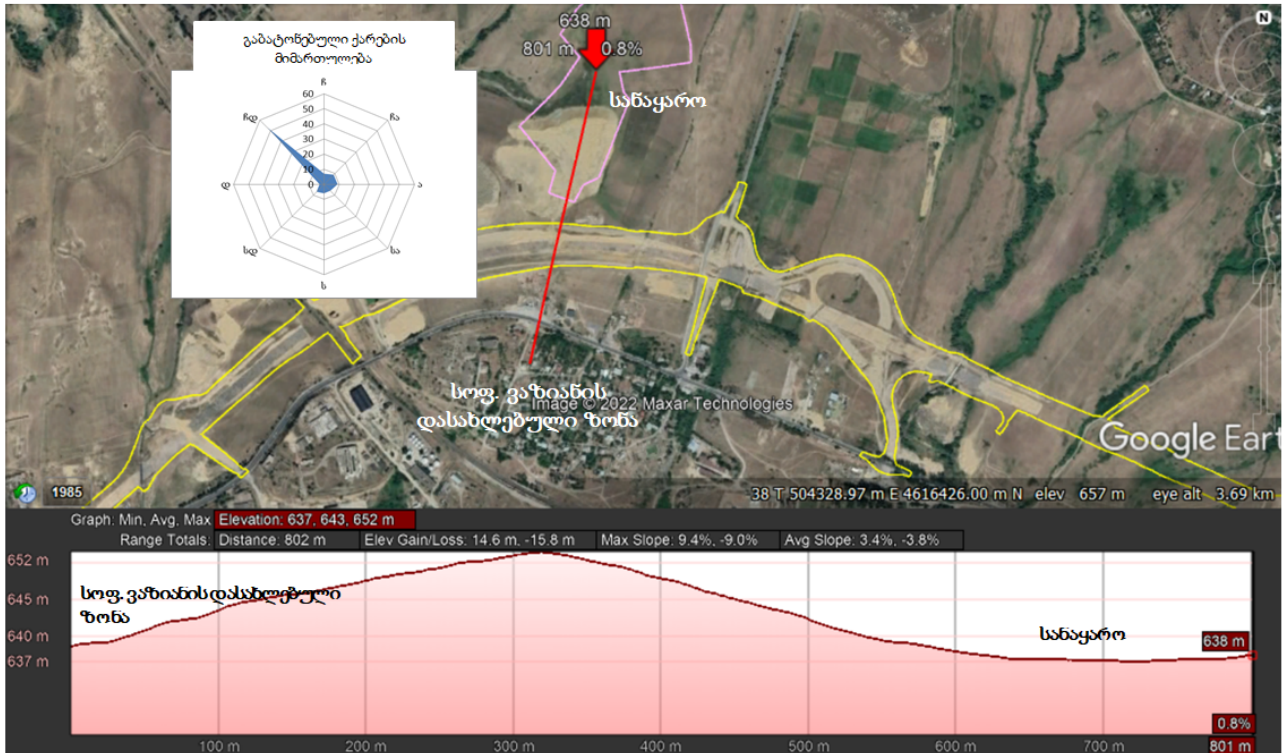 გაბატონებული ქარების
მიმართულება
ჩ
ჩა
ა
სა
ს
სდ
დ
ჩდ
60
50
40
30
20
10
0
638 m
801 m 0.8%
სანაყარო
N
სოფ. ვაზიანის
დასახლებული ზონა
Image © 2022 Maxar Technologies
Google Eart
1985
38 T 504328.97 m E 4616426.00 m N elev 657 m eye alt 3.69 km
Graph: Min, Avg, Max Elevation: 637, 643, 652 m
Range Totals: Distance: 802 m Elev Gain/Loss: 14.6 m, -15.8 m Max Slope: 9.4%, -9.0% Avg Slope: 3.4%, -3.8%
652 m
645 m
640 m
637 m
სოფ. ვაზიანის დასახლებული
ზონა
სანაყარო
638 m
0.8%
100 m 200 m 300 m 400 m 500 m 600 m 700 m 801 m